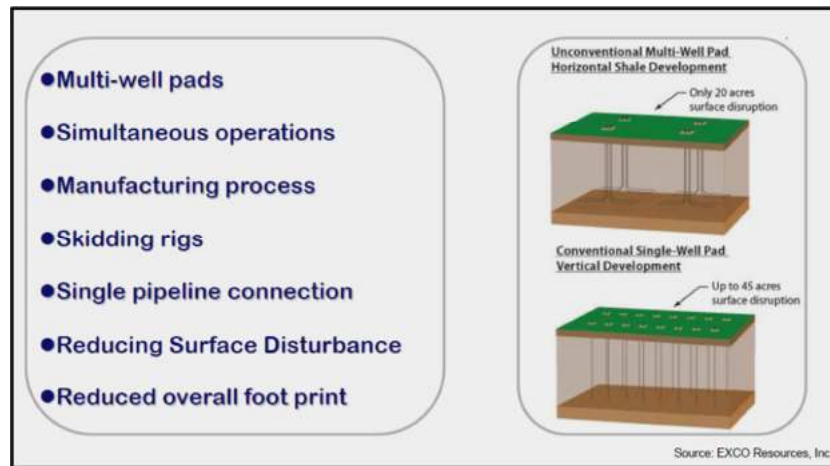 ●Multi-well pads
●Simultaneous operations
●Manufacturing process
●Skidding rigs
●Single pipeline connection
●Reducing Surface Disturbance
●Reduced overall foot print
Unconventional Multi-Well Pad
Horizontal Shale Development
Only 20 acres
surface disruption
Conventional Single-Well Pad
Vertical Development
Up to 45 acres
surface disruption
Source: EXCO Resources, Inc